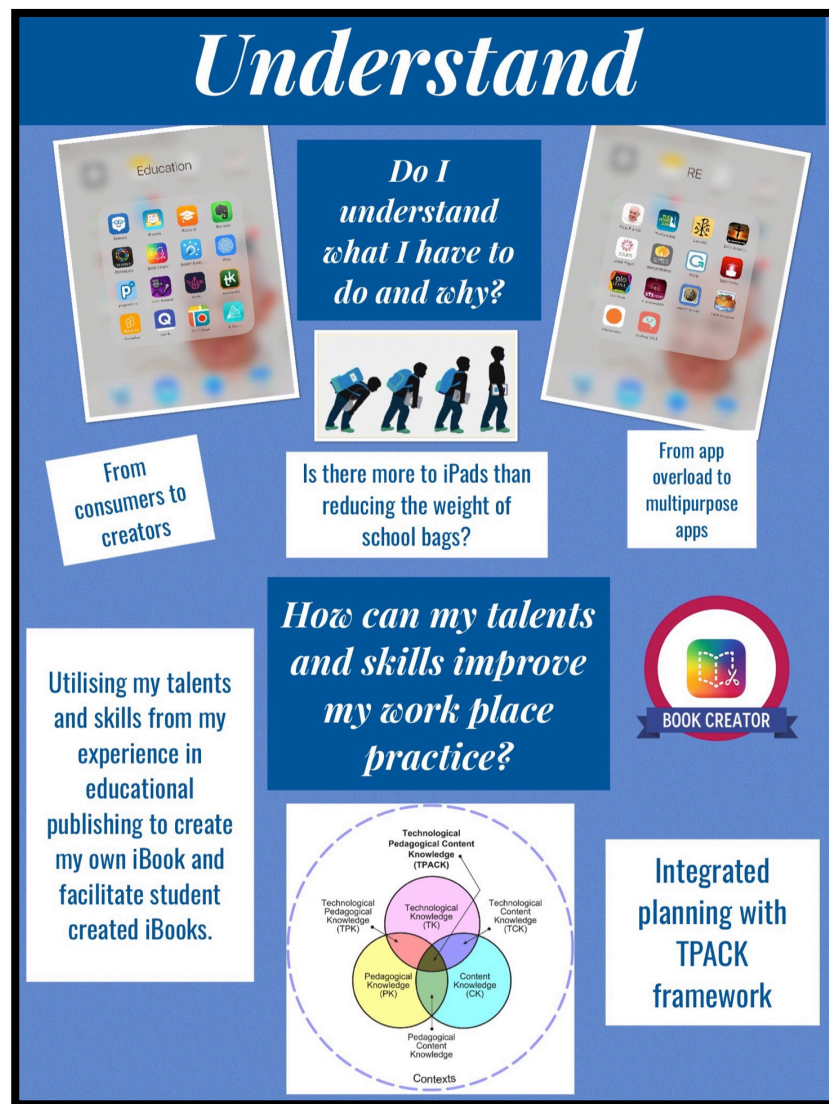 Understand
Education
Do I
understand
what I have to
do and why?
RE
From
consumers to
creators
Is there more to iPads than
reducing the weight of
school bags?
From app
overload to
multipurpose
apps
How can my talents
and skills improve
my work place
practice?
BOOK CREATOR
Utilising my talents
and skills from my
experience in
educational
publishing to create
my own iBook and
facilitate student
created iBooks.
Technological
Pedagogical Content
Knowledge
(TPACK)
Technological
Pedagogical
Knowledge
(TPK)
Technological
Knowledge
(TK)
Technological
Content
Knowledge
(TCK)
Pedagogical
Knowledge
(PK)
Content
Knowledge
(CK)
Pedagogical
Content
Knowledge
Contexts
Integrated
planning with
TPACK
framework